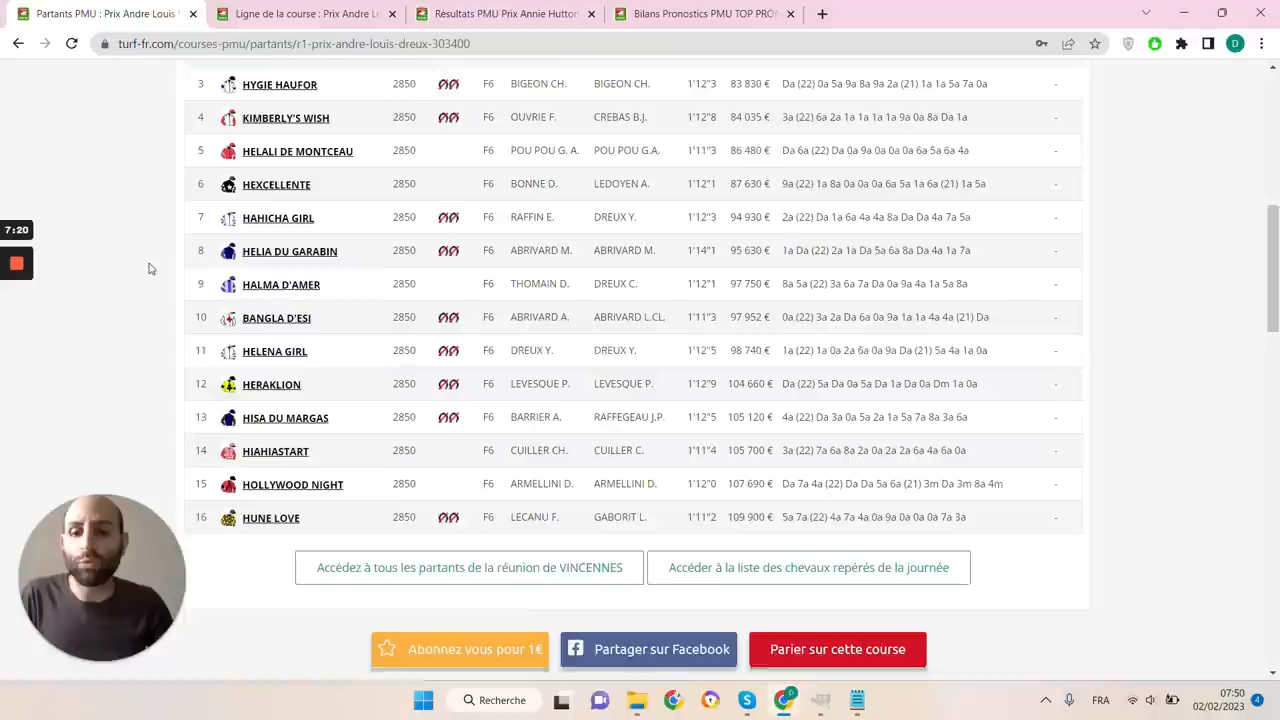 Partants PMU : Prix Andre Louis
Ligne de la course : Prix Andre Lo
Résultats PMU Prix Annie Hutton
Bilans Pronostics PMU TOP PRO
turf-fr.com/courses-pmu/partants/r1-prix-andre-louis-dreux-303400
D
3 HYGIE HAUFOR 2850 F6 BIGEON CH. BIGEON CH. 1'12"3 83 830 € Da (22) 0a 5a 9a 8a 9a 2a (21) 1a 1a 5a 7a 0a -
4 KIMBERLY'S WISH 2850 F6 OUVRIE F. CREBAS B.J. 1'12"8 84 035 € 3a (22) 6a 2a 1a 1a 1a 1a 9a 0a 8a Da 1a -
5 HELALI DE MONTCEAU 2850 F6 POU POU G. A. POU POU G.A. 1'11"3 86 480 € Da 6a (22) Da 0a 9a 0a 0a 0a 6a 5a 6a 4a -
6 HEXCELLENTE 2850 F6 BONNE D. LEDOYEN A. 1'12"1 87 630 € 9a (22) 1a 8a 0a 0a 0a 6a 5a 1a 6a (21) 1a 5a -
7 HAHICHA GIRL 2850 F6 RAFFIN E. DREUX Y. 1'12"3 94 930 € 2a (22) Da 1a 6a 4a 4a 8a Da Da 4a 7a 5a -
8 HELIA DU GARABIN 2850 F6 ABRIVARD M. ABRIVARD M. 1'14"1 95 630 € 1a Da (22) 2a 1a Da 5a 6a 8a Da 4a 1a 7a -
9 HALMA D'AMER 2850 F6 THOMAIN D. DREUX C. 1'12"1 97 750 € 8a 5a (22) 3a 6a 7a Da 0a 9a 4a 1a 5a 8a -
10 BANGLA D'ESI 2850 F6 ABRIVARD A. ABRIVARD L.CL. 1'11"3 97 952 € 0a (22) 3a 2a Da 6a 0a 9a 1a 1a 4a 4a (21) Da -
11 HELENA GIRL 2850 F6 DREUX Y. DREUX Y. 1'12"5 98 740 € 1a (22) 1a 0a 2a 6a 0a 9a Da (21) 5a 4a 1a 0a -
12 HERAKLION 2850 F6 LEVESQUE P. LEVESQUE P. 1'12"9 104 660 € Da (22) 5a Da 0a 5a Da 1a Da 0a Dm 1a 0a -
13 HISA DU MARGAS 2850 F6 BARRIER A. RAFFEGEAU J.P. 1'12"5 105 120 € 4a (22) Da 3a 0a 5a 2a 1a 5a 7a 8a 3a 6a -
14 HIAHIASTART 2850 F6 CUILLER CH. CUILLER C. 1'11"4 105 700 € 3a (22) 7a 6a 8a 2a 0a 2a 2a 6a 4a 6a 0a -
15 HOLLYWOOD NIGHT 2850 F6 ARMELLINI D. ARMELLINI D. 1'12"0 107 690 € Da 7a 4a (22) Da Da 5a 6a (21) 3m Da 3m 8a 4m -
16 HUNE LOVE 2850 F6 LECANU F. GABORIT L. 1'11"2 109 900 € 5a 7a (22) 4a 7a 4a 0a 9a 0a 0a 0a 7a 3a -
7:20
Accédez à tous les partants de la réunion de VINCENNES
Accéder à la liste des chevaux repérés de la journée
Abonnez vous pour 1€
Partager sur Facebook
Parier sur cette course
Recherche
FRA
07:50
02/02/2023
4